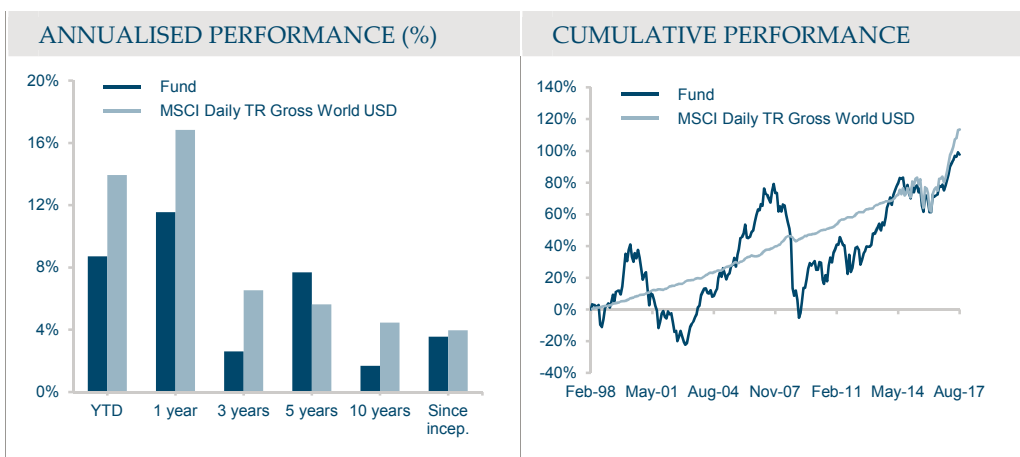 ANNUALISED PERFORMANCE (%)
20%
16%
12%
8%
4%
0%
Fund
MSCI Daily TR Gross World USD
YTD 1 year 3 years 5 years 10 years Since
incep.
CUMULATIVE PERFORMANCE
140%
120%
100%
80%
60%
40%
20%
0%
-20%
-40%
Fund
MSCI Daily TR Gross World USD
Feb-98 May-01 Aug-04 Nov-07 Feb-11 May-14 Aug-17